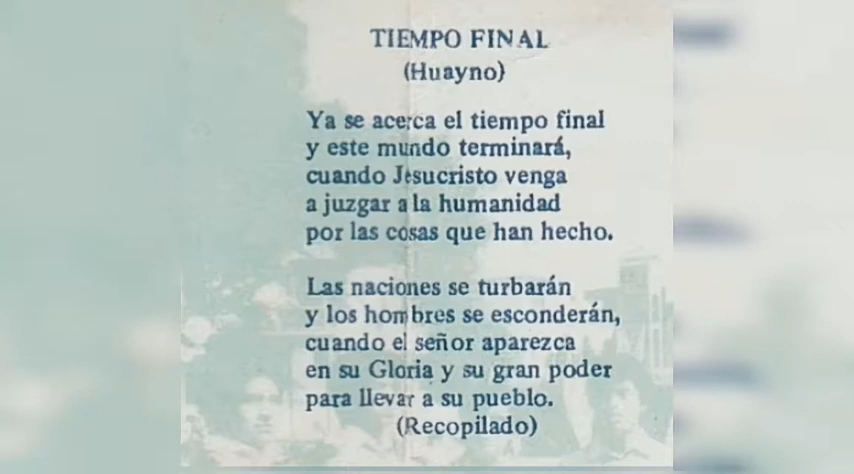 TIEMPO FINAL
(Huayno)
Ya se acerca el tiempo final
y este mundo terminará,
cuando Jesucristo venga
a juzgar a la humanidad
por las cosas que han hecho.
Las naciones se turbarán
y los hombres se esconderán,
cuando el señor aparezca
en su Gloria y su gran poder
para llevar a su pueblo.
(Recopilado)